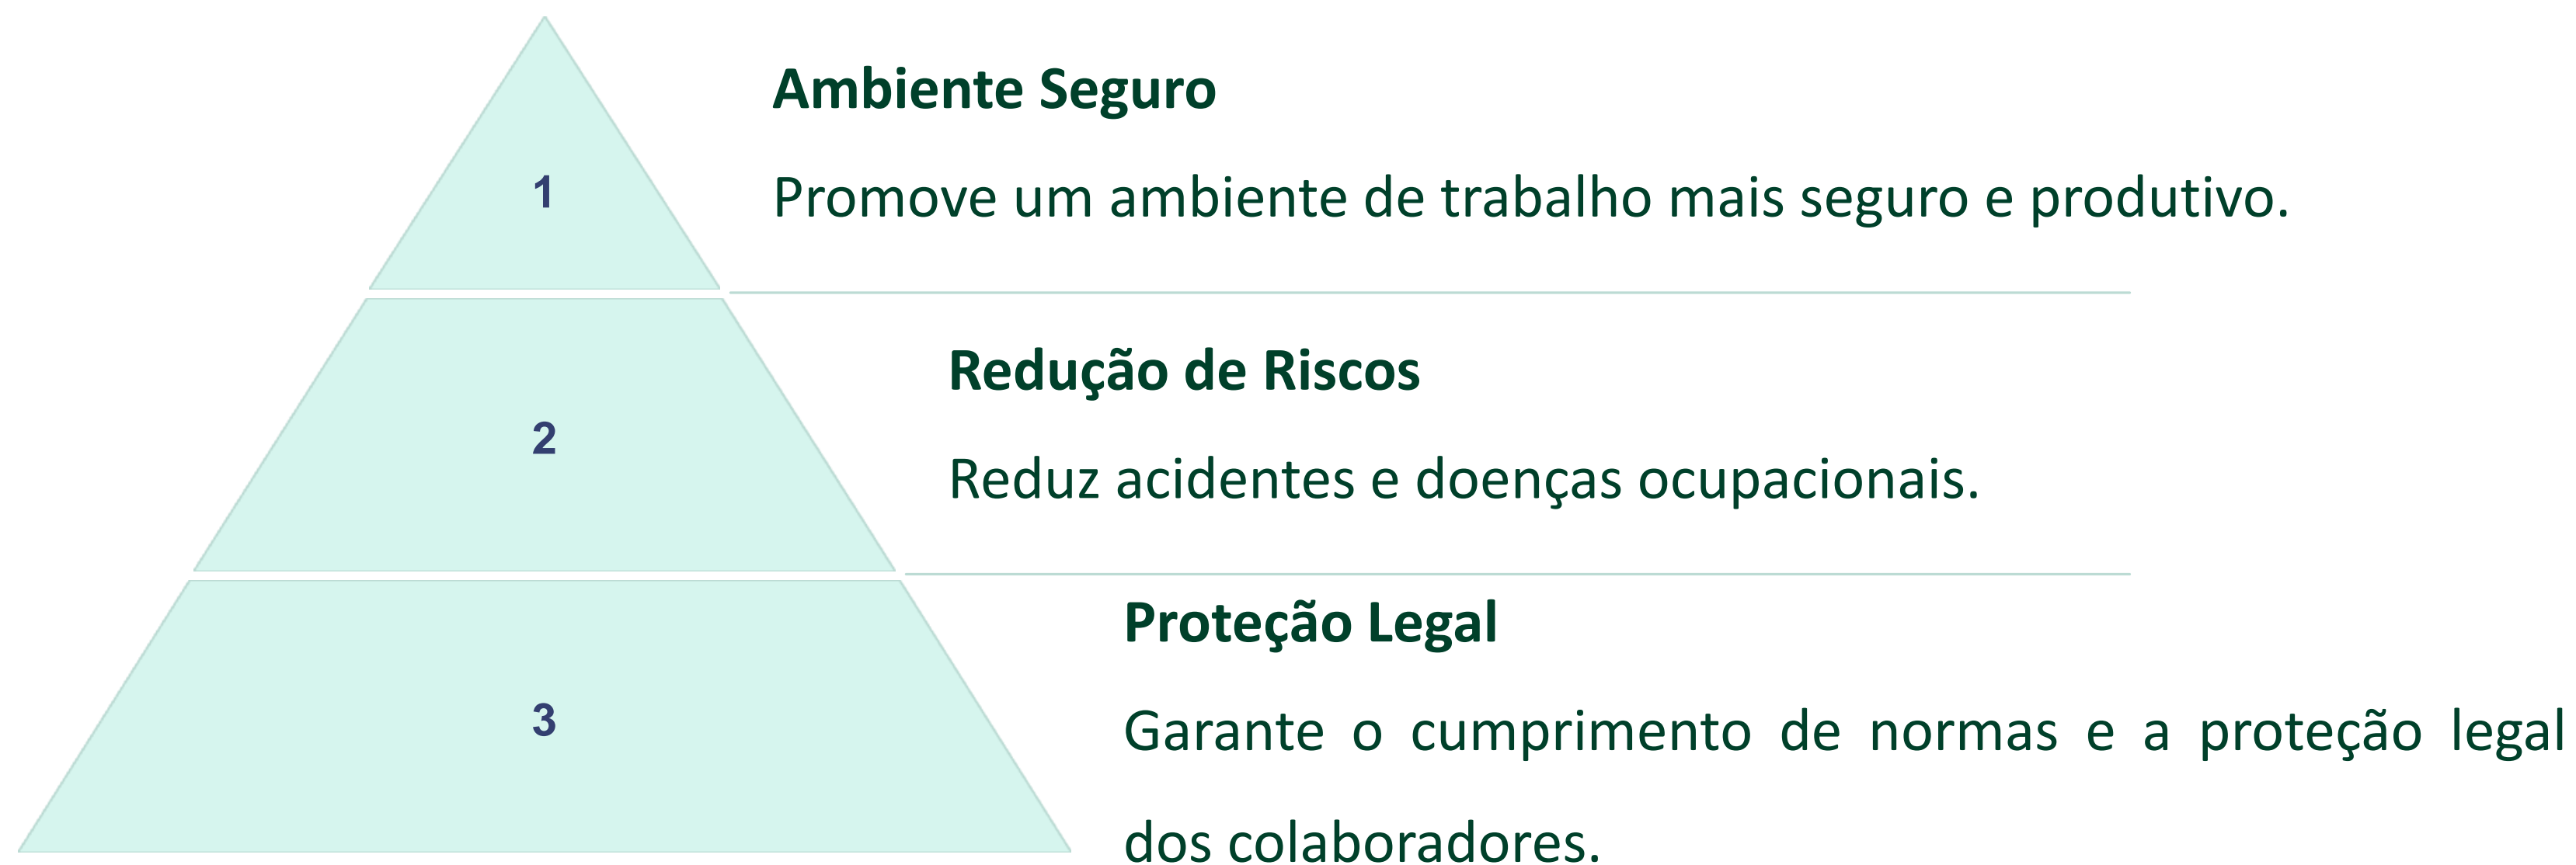 1
Ambiente Seguro
Promove um ambiente de trabalho mais seguro e produtivo.
2
Redução de Riscos
Reduz acidentes e doenças ocupacionais.
3
Proteção Legal
Garante o cumprimento de normas e a proteção legal
dos colaboradores.